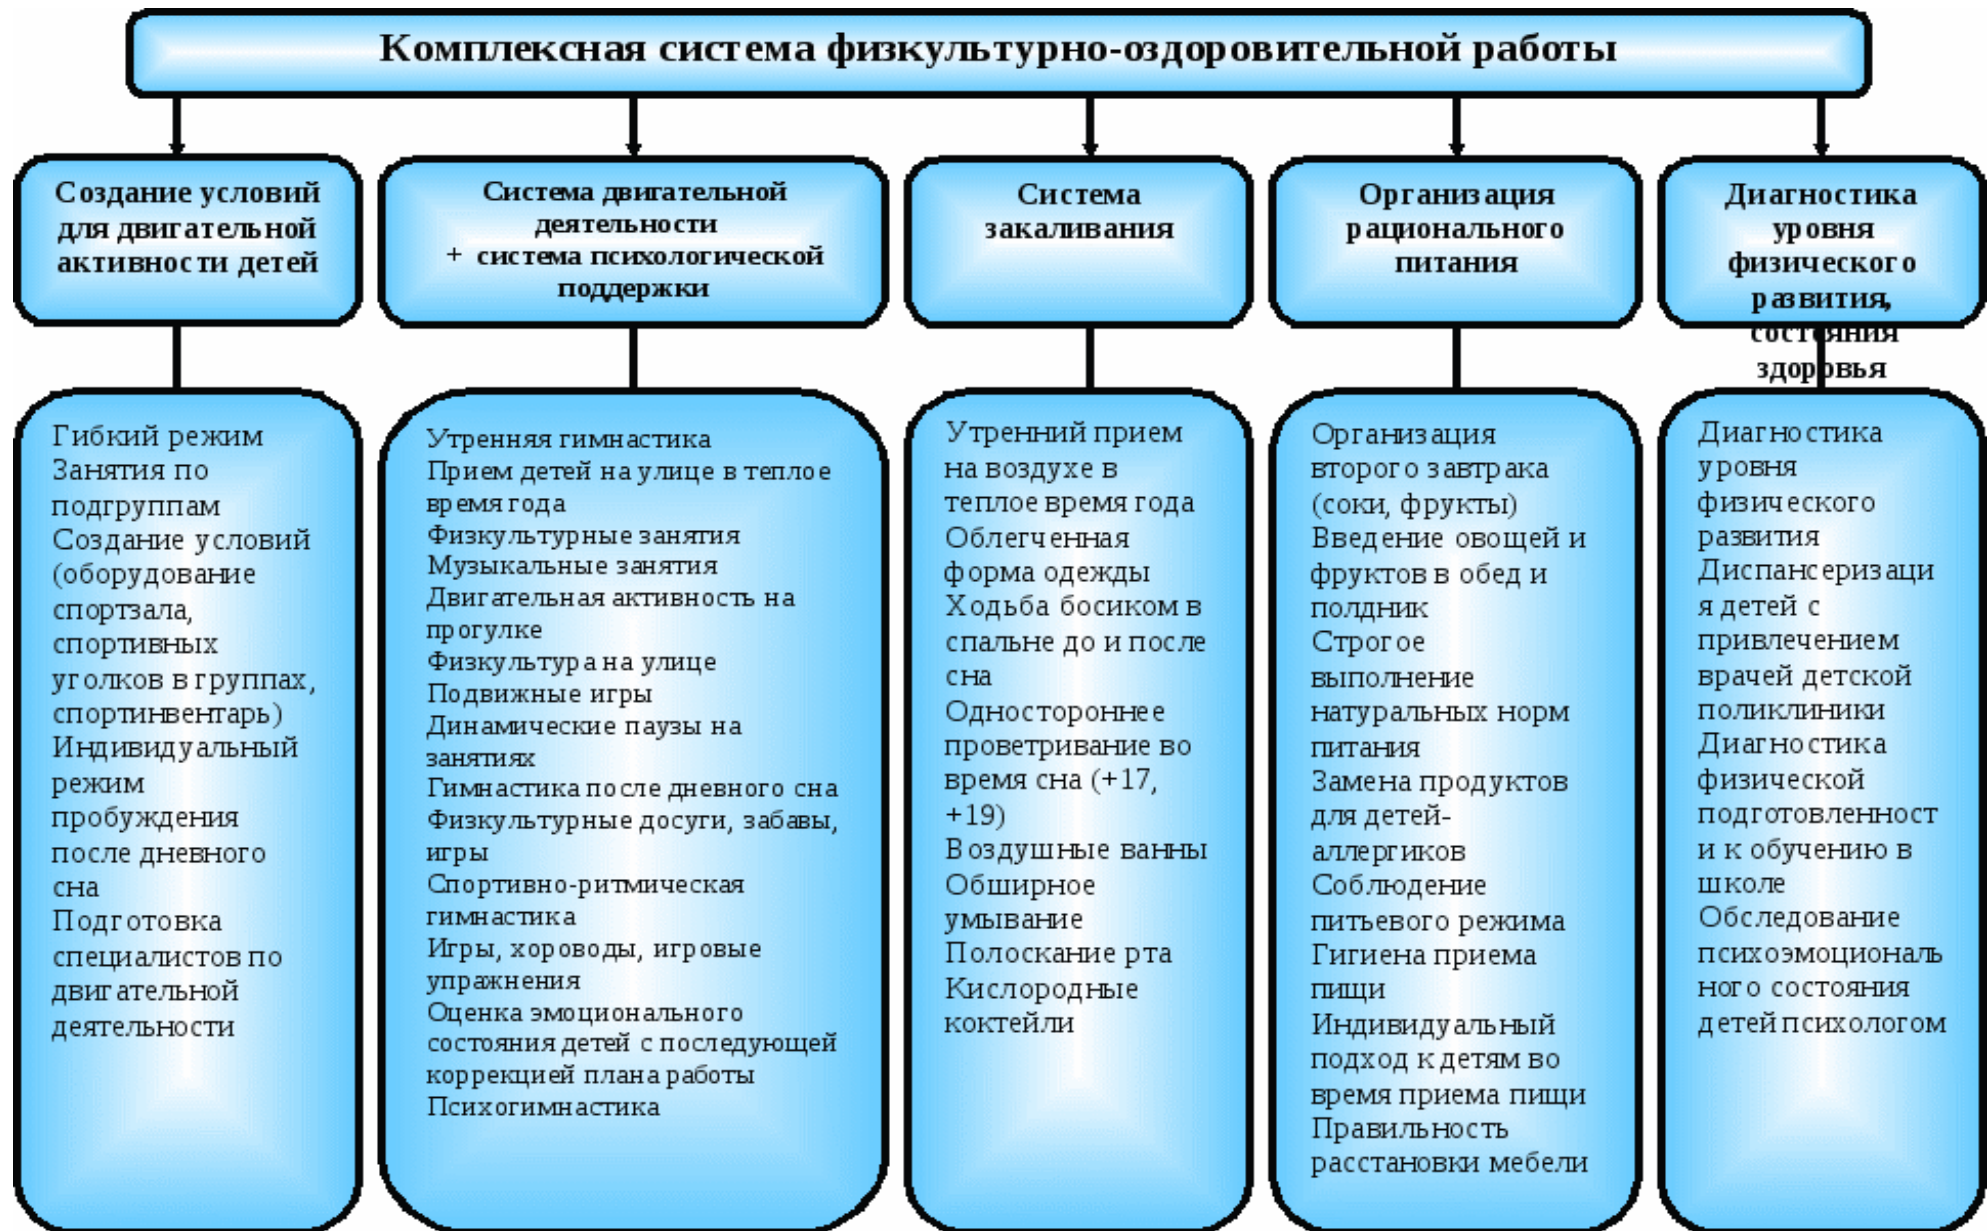 Комплексная система физкультурно-оздоровительной работы
Создание условий
для двигательной
активности детей
Система двигательной
деятельности
+ система психологической
поддержки
Система
закаливания
Организация
рационального
питания
Диагностика
уровня
физического
развития,
состояния
здоровья
Гибкий режим
Занятия по
подгруппам
Создание условий
(оборудование
спортзала,
спортивных
уголков в группах,
спортинвентарь)
Индивидуальный
режим
пробуждения
после дневного
сна
Подготовка
специалистов по
двигательной
деятельности
Утренняя гимнастика
Прием детей на улице в теплое
время года
Физкультурные занятия
Музыкальные занятия
Двигательная активность на
прогулке
Физкультура на улице
Подвижные игры
Динамические паузы на
занятиях
Гимнастика после дневного сна
Физкультурные досуги, забавы,
игры
Спортивно-ритмическая
гимнастика
Игры, хороводы, игровые
упражнения
Оценка эмоционального
состояния детей с последующей
коррекцией плана работы
Психогимнастика
Утренний прием
на воздухе в
теплое время года
Облегченная
форма одежды
Ходьба босиком в
спальне до и после
сна
Одностороннее
проветривание во
время сна (+17,
+19)
Воздушные ванны
Обширное
умывание
Полоскание рта
Кислородные
коктейли
Организация
второго завтрака
(соки, фрукты)
Введение овощей и
фруктов в обед и
полдник
Строгое
выполнение
натуральных норм
питания
Замена продуктов
для детей-
аллергиков
Соблюдение
питьевого режима
Гигиена приема
пищи
Индивидуальный
подход к детям во
время приема пищи
Правильность
расстановки мебели
Диагностика
уровня
физического
развития
Диспансеризаци
я детей с
привлечением
врачей детской
поликлиники
Диагностика
физической
подготовленност
и к обучению в
школе
Обследование
психоэмоциональ
ного состояния
детей психологом